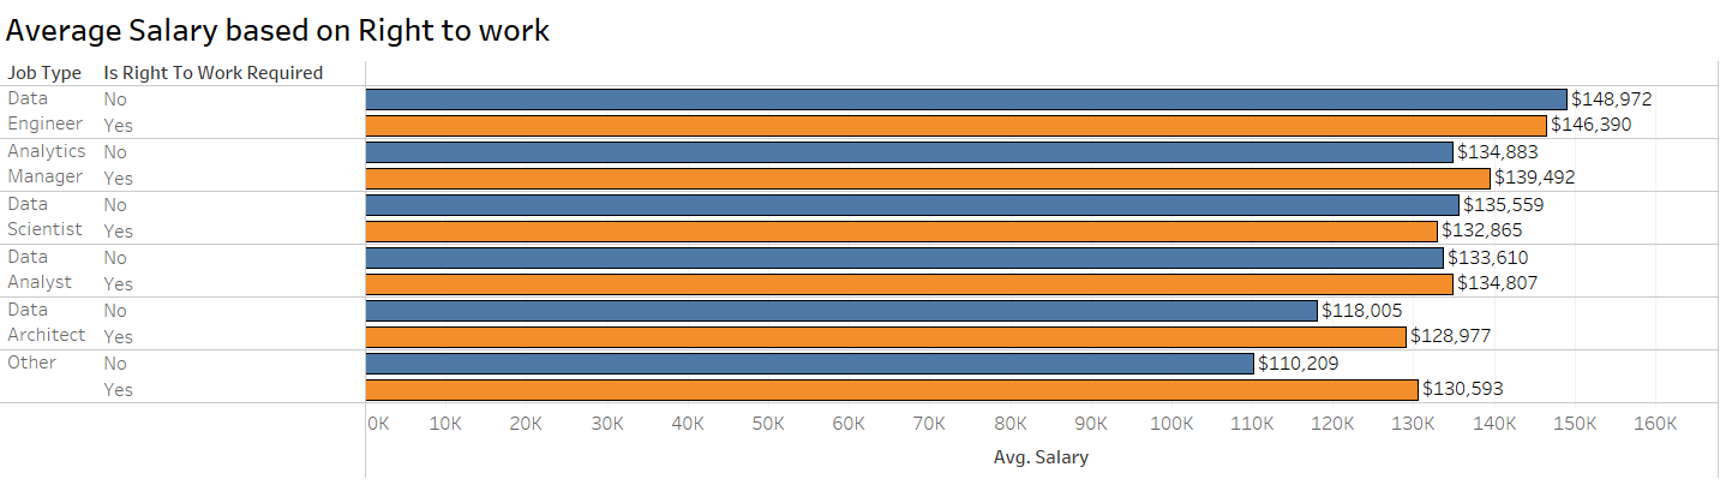 Average Salary based on Right to work
Job Type Is Right To Work Required
Data No $148,972
Engineer Yes $146,390
Analytics No $134,883
Manager Yes $139,492
Data No $135,559
Scientist Yes $132,865
Data No $133,610
Analyst Yes $134,807
Data No $118,005
Architect Yes $128,977
Other No $110,209
Yes $130,593
0K 10K 20K 30K 40K 50K 60K 70K 80K 90K 100K 110K 120K 130K 140K 150K 160K
Avg. Salary